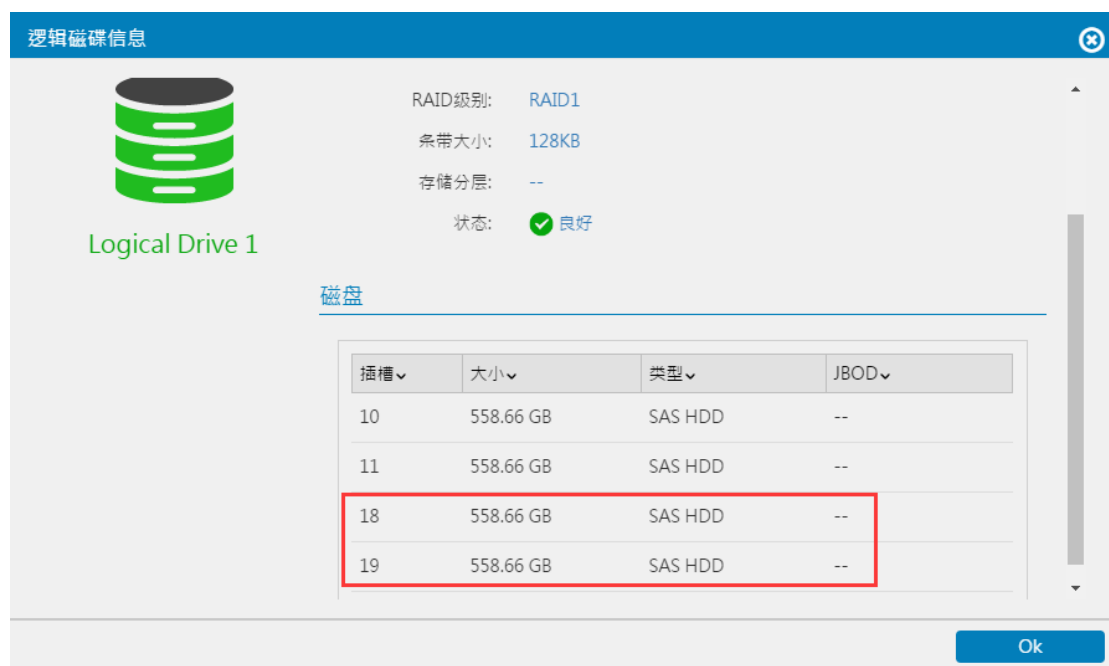 逻辑磁碟信息
RAID级别: RAID1
条带大小: 128KB
存储分层: --
状态: 良好
Logical Drive 1
磁盘
插槽 大小 类型 JBOD
10 558.66 GB SAS HDD --
11 558.66 GB SAS HDD --
18 558.66 GB SAS HDD --
19 558.66 GB SAS HDD --
Ok